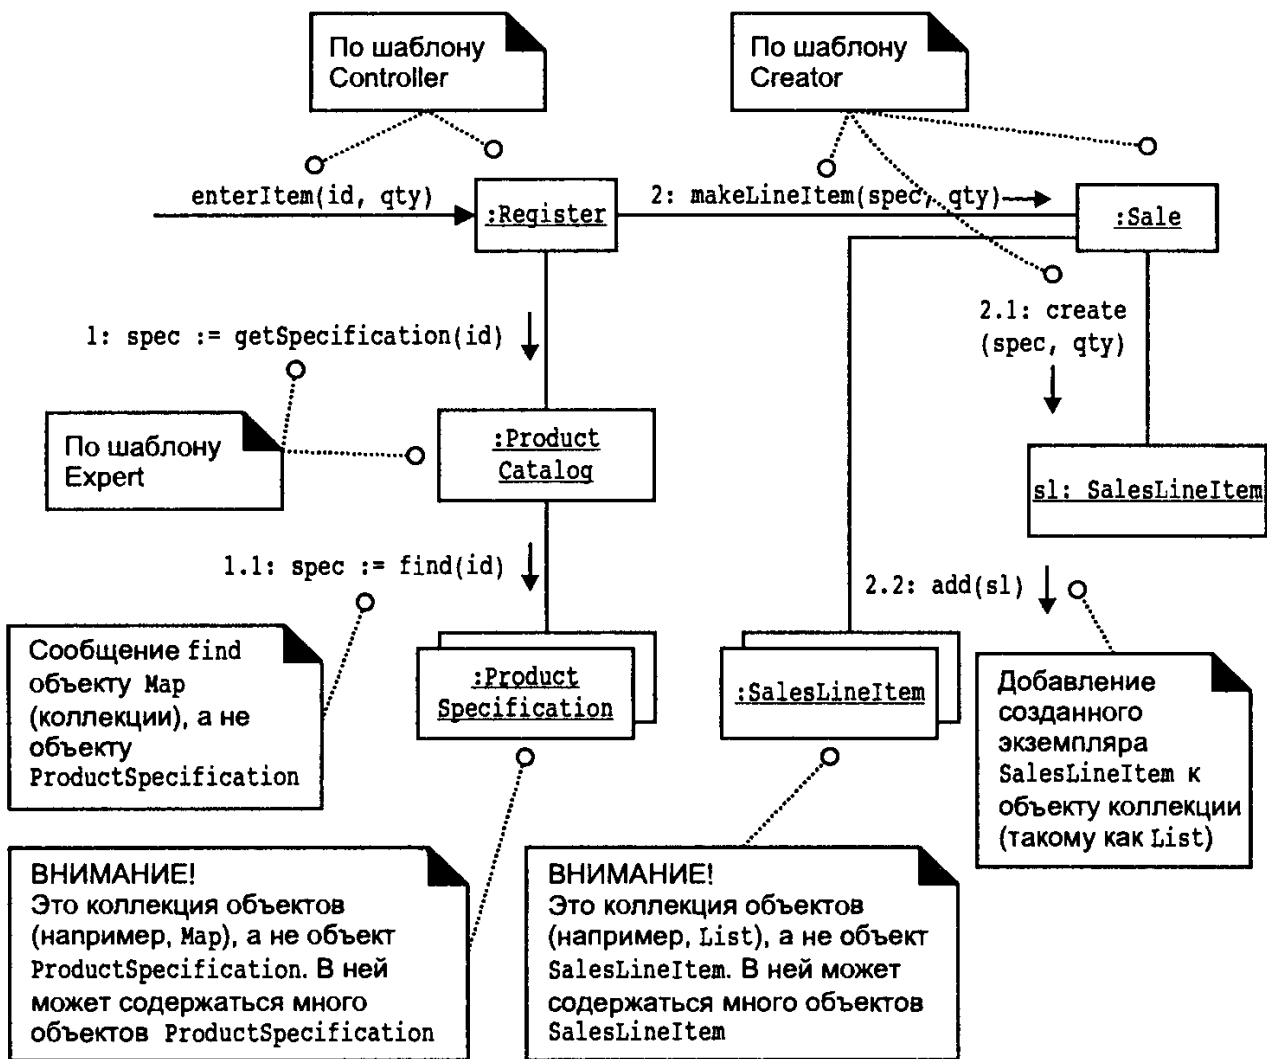 По шаблону
Controller
По шаблону
Creator
enterItem(id, qty)
:Register
2: makeLineItem(spec, qty)
:Sale
1: spec := getSpecification(id)
2.1: create
(spec, qty)
По шаблону
Expert
:Product
Catalog
sl: SalesLineItem
1.1: spec := find(id)
2.2: add(sl)
Сообщение find
объекту Map
(коллекции), а не
объекту
ProductSpecification
:Product
Specification
:SalesLineItem
Добавление
созданного
экземпляра
SalesLineItem к
объекту коллекции
(такому как List)
ВНИМАНИЕ!
Это коллекция объектов
(например, Map), а не объект
ProductSpecification. В ней
может содержаться много
объектов ProductSpecification
ВНИМАНИЕ!
Это коллекция объектов
(например, List), а не объект
SalesLineItem. В ней может
содержаться много объектов
SalesLineItem